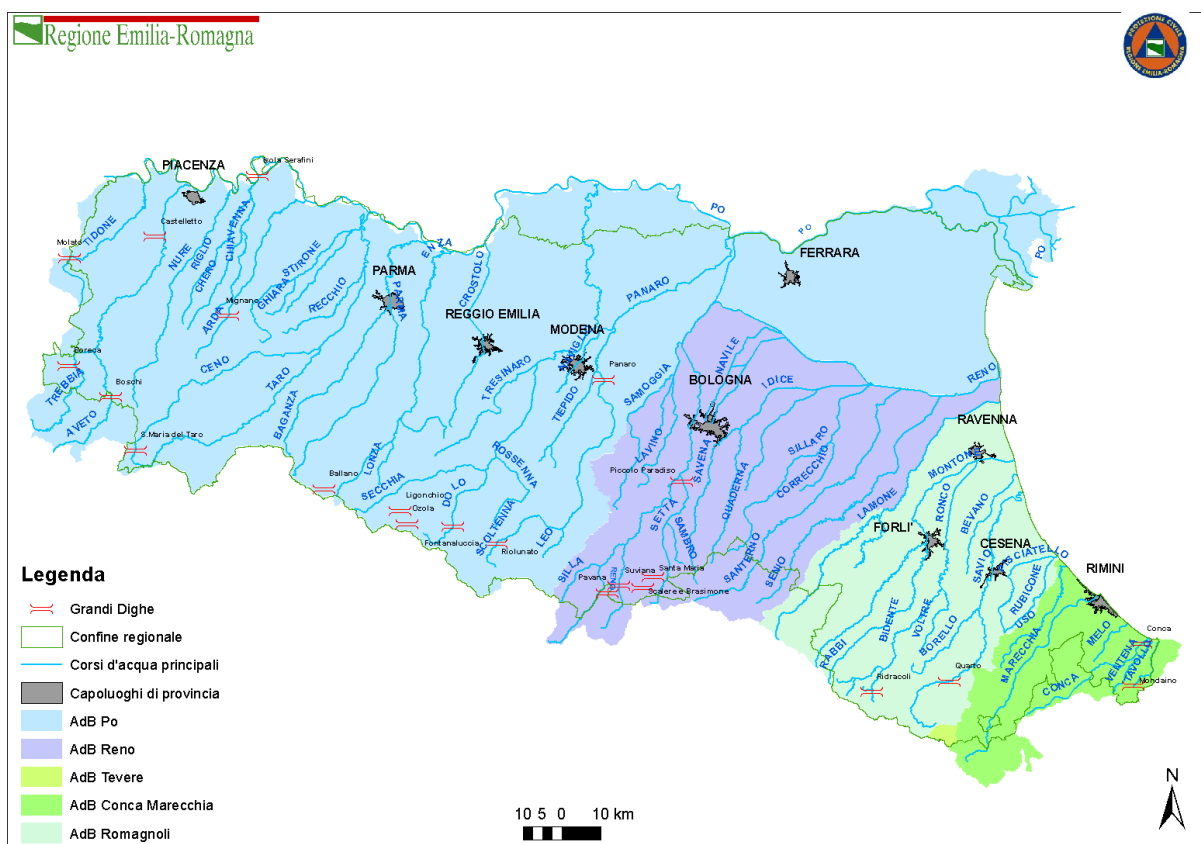 Regione Emilia-Romagna
PROTEZIONE CIVILE
REGIONE EMILIA-ROMAGNA
PIACENZA
Isola Serafini
TIDONE
Castelletto
Molato
NURE
RIGLIO
CHERO
CHIAVENNA
STIRONE
GHIARA
RECCHIO
Mignano
ARDA
PARMA
PARMA
ENZA
CROSTOLO
PO
PO
PO
FERRARA
PANARO
REGGIO EMILIA
MODENA
TRESINARO
TIEPIDO
Panaro
Boreca
TREBBIA
Boschi
AVETO
CENO
TARO
BAGANZA
S.Maria del Taro
LONZA
Ballano
SECCHIA
Ligonchio
Ozola
DOLO
ROSSENNA
Fontanaluccia
SCOLTENNA
Riolunato
LEO
SAMOGGIA
NAVILE
BOLOGNA
IDICE
RENO
LAVINO
SAVENA
Piccolo Paradiso
SILLARO
CORRECCHIO
QUADERNA
SETTA
SAMBRO
SANTERNO
SENIO
LAMONE
SILLA
RENO
Pavana
Suviana
Santa Maria
Scalere e Brasimone
RAVENNA
MONTONE
RONCO
BEVANO
FORLI'
CESENA
SAVIO
PISCIATELLO
RUBICONE
USO
RIMINI
RABBI
BIDENTE
VOLTRE
BORELLO
Ridracoli
Quarto
MARECCHIA
MELO
CONCA
VENTENA
TAVOLLO
Conca
Mondaino
Legenda
Grandi Dighe
Confine regionale
Corsi d'acqua principali
Capoluoghi di provincia
AdB Po
AdB Reno
AdB Tevere
AdB Conca Marecchia
AdB Romagnoli
10 5 0 10 km
N